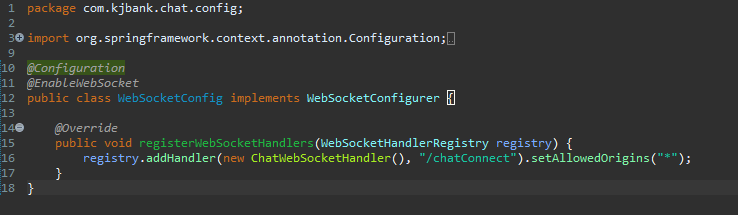 1 package com.kjbank.chat.config;
2
3 import org.springframework.context.annotation.Configuration;
9
10 @Configuration
11 @EnableWebSocket
12 public class WebSocketConfig implements WebSocketConfigurer {
13
14 @Override
15 public void registerWebSocketHandlers(WebSocketHandlerRegistry registry) {
16 registry.addHandler(new ChatWebSocketHandler(), "/chatConnect").setAllowedOrigins("*");
17 }
18 }